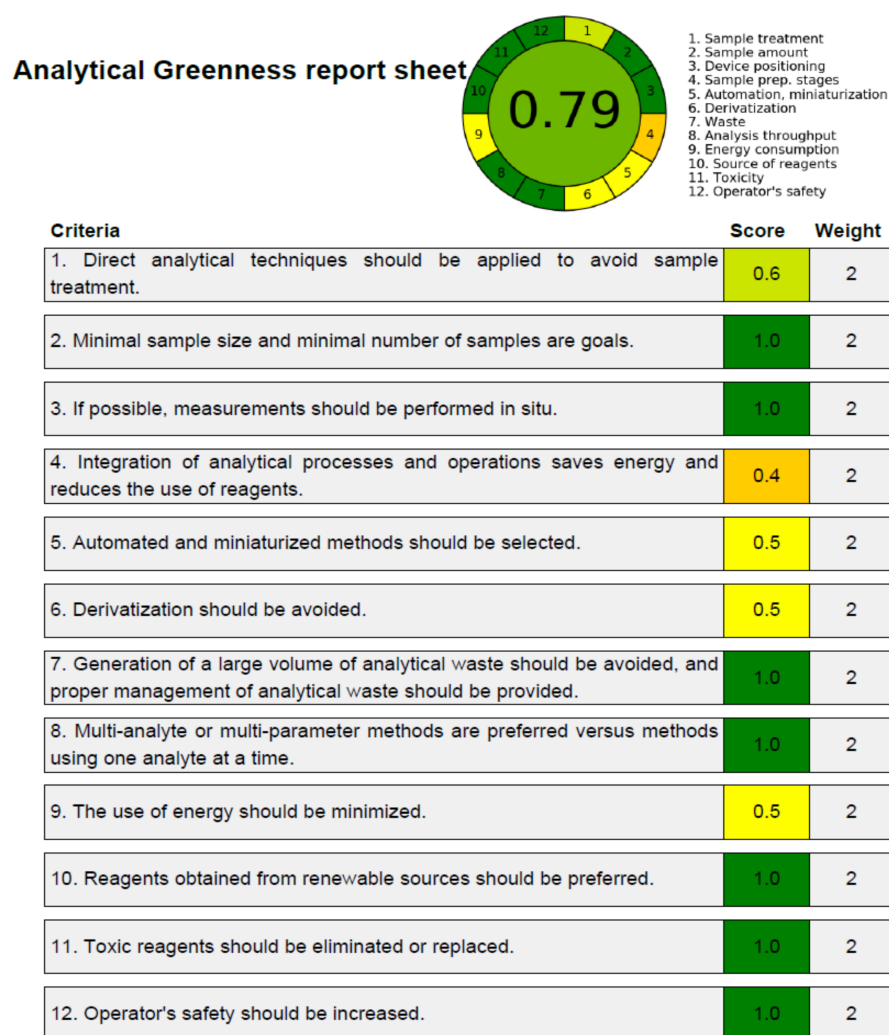 Analytical Greenness report sheet
12
1
11
2
10
3
0.79
9
4
8
5
7
6
1. Sample treatment
2. Sample amount
3. Device positioning
4. Sample prep. stages
5. Automation, miniaturization
6. Derivatization
7. Waste
8. Analysis throughput
9. Energy consumption
10. Source of reagents
11. Toxicity
12. Operator's safety
Criteria Score Weight
1. Direct analytical techniques should be applied to avoid sample
treatment.
0.6 2
2. Minimal sample size and minimal number of samples are goals. 1.0 2
3. If possible, measurements should be performed in situ. 1.0 2
4. Integration of analytical processes and operations saves energy and
reduces the use of reagents.
0.4 2
5. Automated and miniaturized methods should be selected. 0.5 2
6. Derivatization should be avoided. 0.5 2
7. Generation of a large volume of analytical waste should be avoided, and
proper management of analytical waste should be provided.
1.0 2
8. Multi-analyte or multi-parameter methods are preferred versus methods
using one analyte at a time.
1.0 2
9. The use of energy should be minimized. 0.5 2
10. Reagents obtained from renewable sources should be preferred. 1.0 2
11. Toxic reagents should be eliminated or replaced. 1.0 2
12. Operator's safety should be increased. 1.0 2